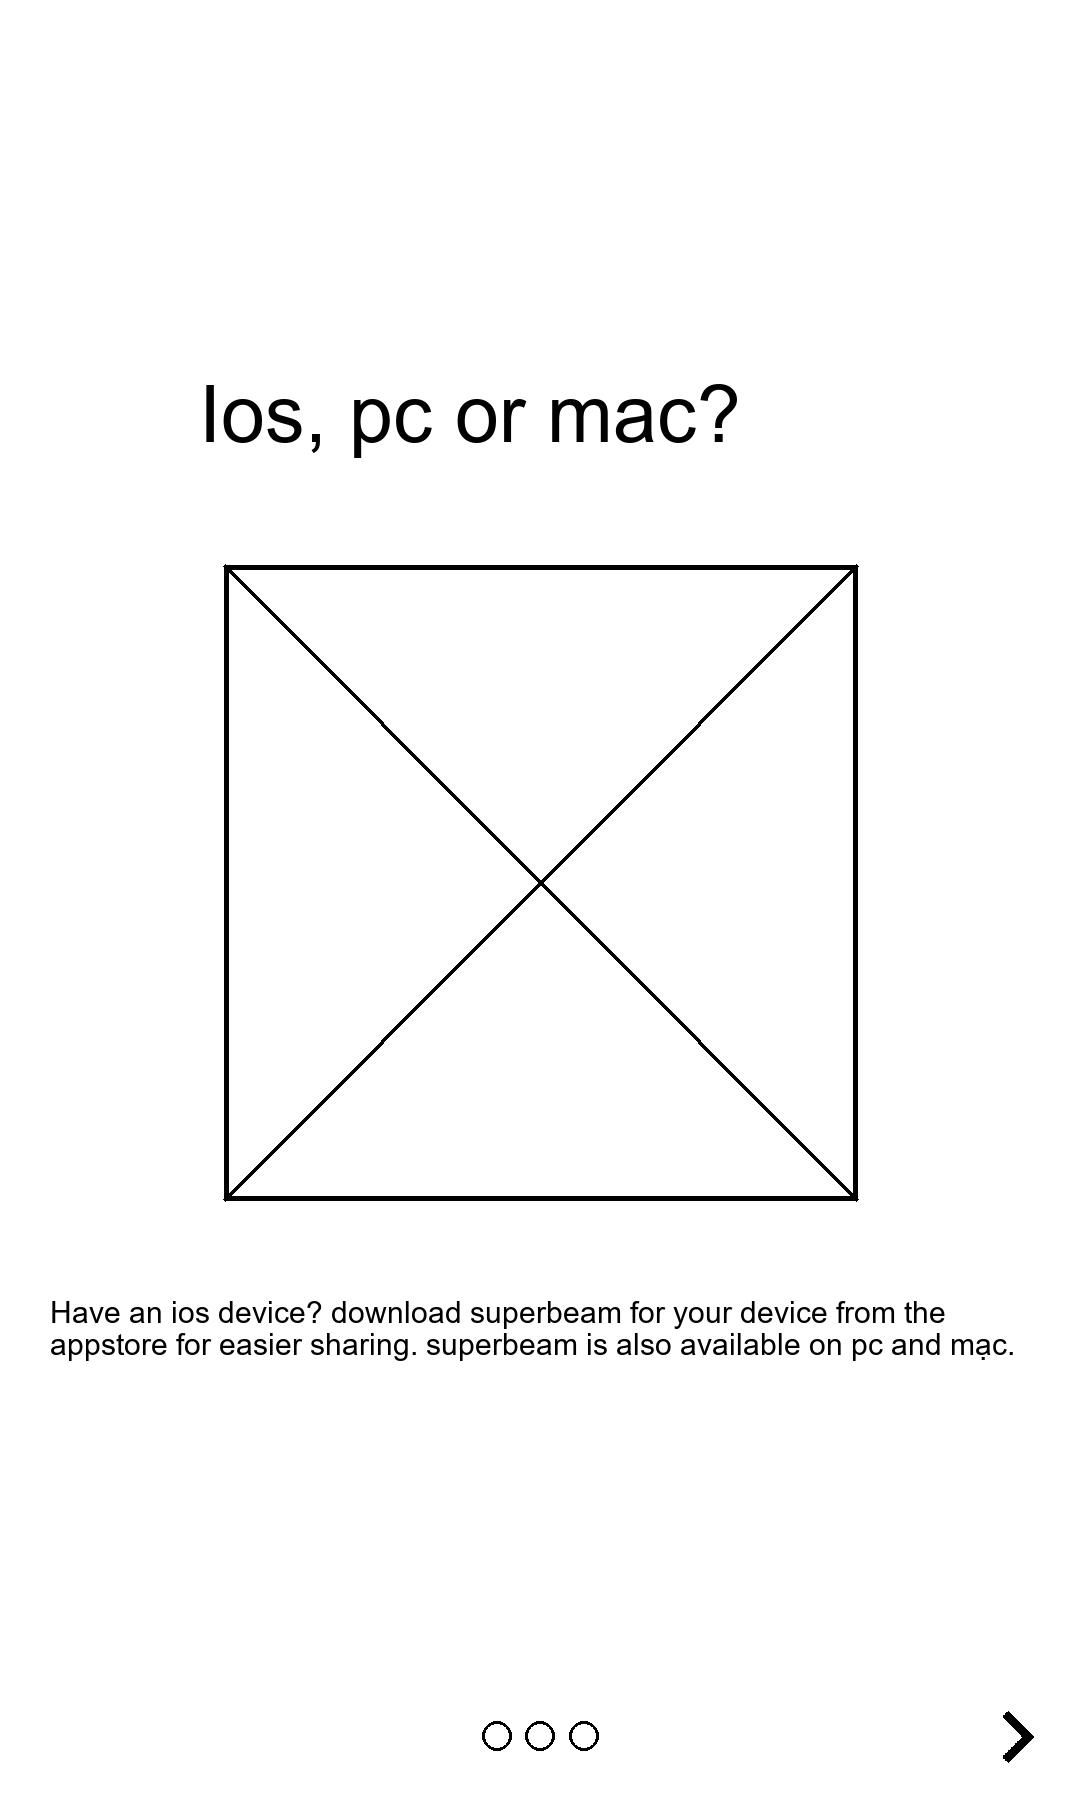 Ios, pc or mac?
Have an ios device? download superbeam for your device from the
appstore for easier sharing. superbeam is also available on pc and mạc.